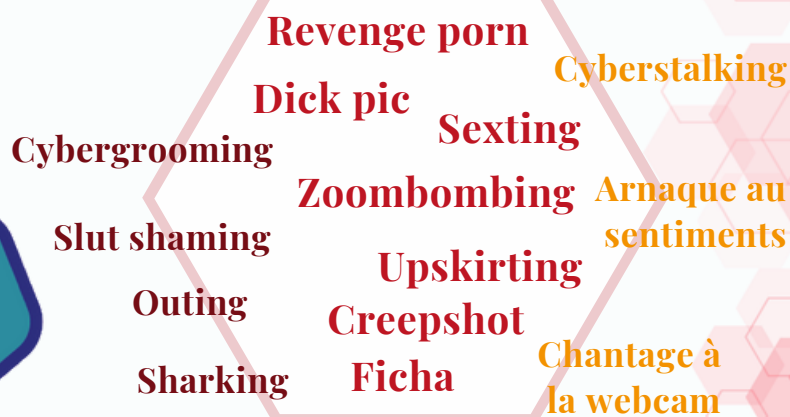 Revenge porn
Cyberstalking
Dick pic
Sexting
Cybergrooming
Zoombombing
Arnaque au
sentiments
Slut shaming
Upskirting
Outing
Creepshot
Chantage à
la webcam
Sharking
Ficha